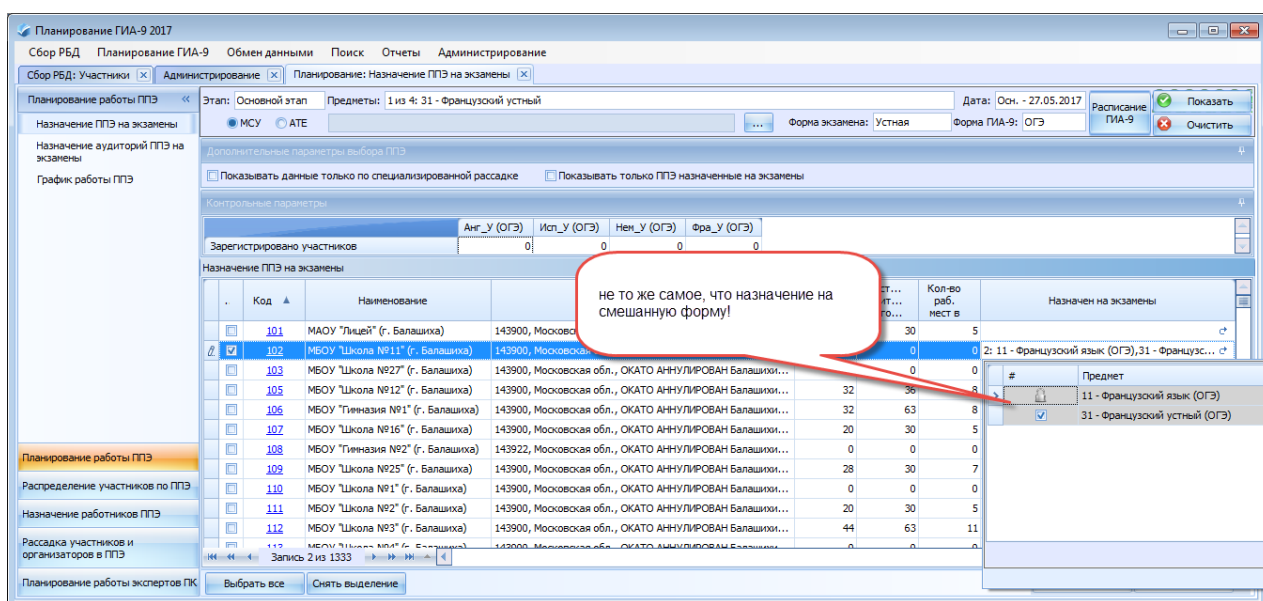 Планирование ГИА-9 2017
Сбор РБД Планирование ГИА-9 Обмен данными Поиск Отчеты Администрирование
Сбор РБД: Участники Администрирование Планирование: Назначение ППЭ на экзамены
Планирование работы ППЭ
Назначение ППЭ на экзамены
Назначение аудиторий ППЭ на
экзамены
График работы ППЭ
Планирование работы ППЭ
Распределение участников по ППЭ
Назначение работников ППЭ
Рассадка участников и
организаторов в ППЭ
Планирование работы экспертов ПК
Этап: Основной этап Предметы: 1 из 4: 31 - Французский устный Дата: Осн. - 27.05.2017
МСУ АТЕ ... Форма экзамена: Устная Форма ГИА-9: ОГЭ
Расписание
ГИА-9
Показать
Очистить
Дополнительные параметры выбора ППЭ
Показывать данные только по специализированной рассадке Показывать только ППЭ назначенные на экзамены
Контрольные параметры
Анг_У (ОГЭ) Исп_У (ОГЭ) Нем_У (ОГЭ) Фра_У (ОГЭ)
Зарегистрировано участников 0 0 0 0
Назначение ППЭ на экзамены
не то же самое, что назначение на
смешанную форму!
. Код Наименование
Кол-во
раб.
мест в
Назначен на экзамены
101 МАОУ "Лицей" (г. Балашиха) 143900, 30 5
102 МБОУ "Школа №11" (г. Балашиха) 143900, 0 0 2: 11 - Французский язык (ОГЭ),31 - Французс...
103 МБОУ "Школа №27" (г. Балашиха) 143900, Московская обл., ОКАТО АННУЛИРОВАН Балашихи... 0 0
105 МБОУ "Школа №12" (г. Балашиха) 143900, Московская обл., ОКАТО АННУЛИРОВАН Балашихи... 32 36 8
106 МБОУ "Гимназия №1" (г. Балашиха) 143900, Московская обл., ОКАТО АННУЛИРОВАН Балашихи... 32 63 8
107 МБОУ "Школа №16" (г. Балашиха) 143900, Московская обл., ОКАТО АННУЛИРОВАН Балашихи... 20 30 5
108 МБОУ "Гимназия №2" (г. Балашиха) 143922, Московская обл., ОКАТО АННУЛИРОВАН Балашихи... 0 0 0
109 МБОУ "Школа №25" (г. Балашиха) 143900, Московская обл., ОКАТО АННУЛИРОВАН Балашихи... 28 30 7
110 МБОУ "Школа №1" (г. Балашиха) 143900, Московская обл., ОКАТО АННУЛИРОВАН Балашихи... 0 0 0
111 МБОУ "Школа №2" (г. Балашиха) 143900, Московская обл., ОКАТО АННУЛИРОВАН Балашихи... 20 30 5
112 МБОУ "Школа №3" (г. Балашиха) 143900, Московская обл., ОКАТО АННУЛИРОВАН Балашихи... 44 63 11
# Предмет
11 - Французский язык (ОГЭ)
31 - Французский устный (ОГЭ)
Запись 2 из 1333
Выбрать все Снять выделение